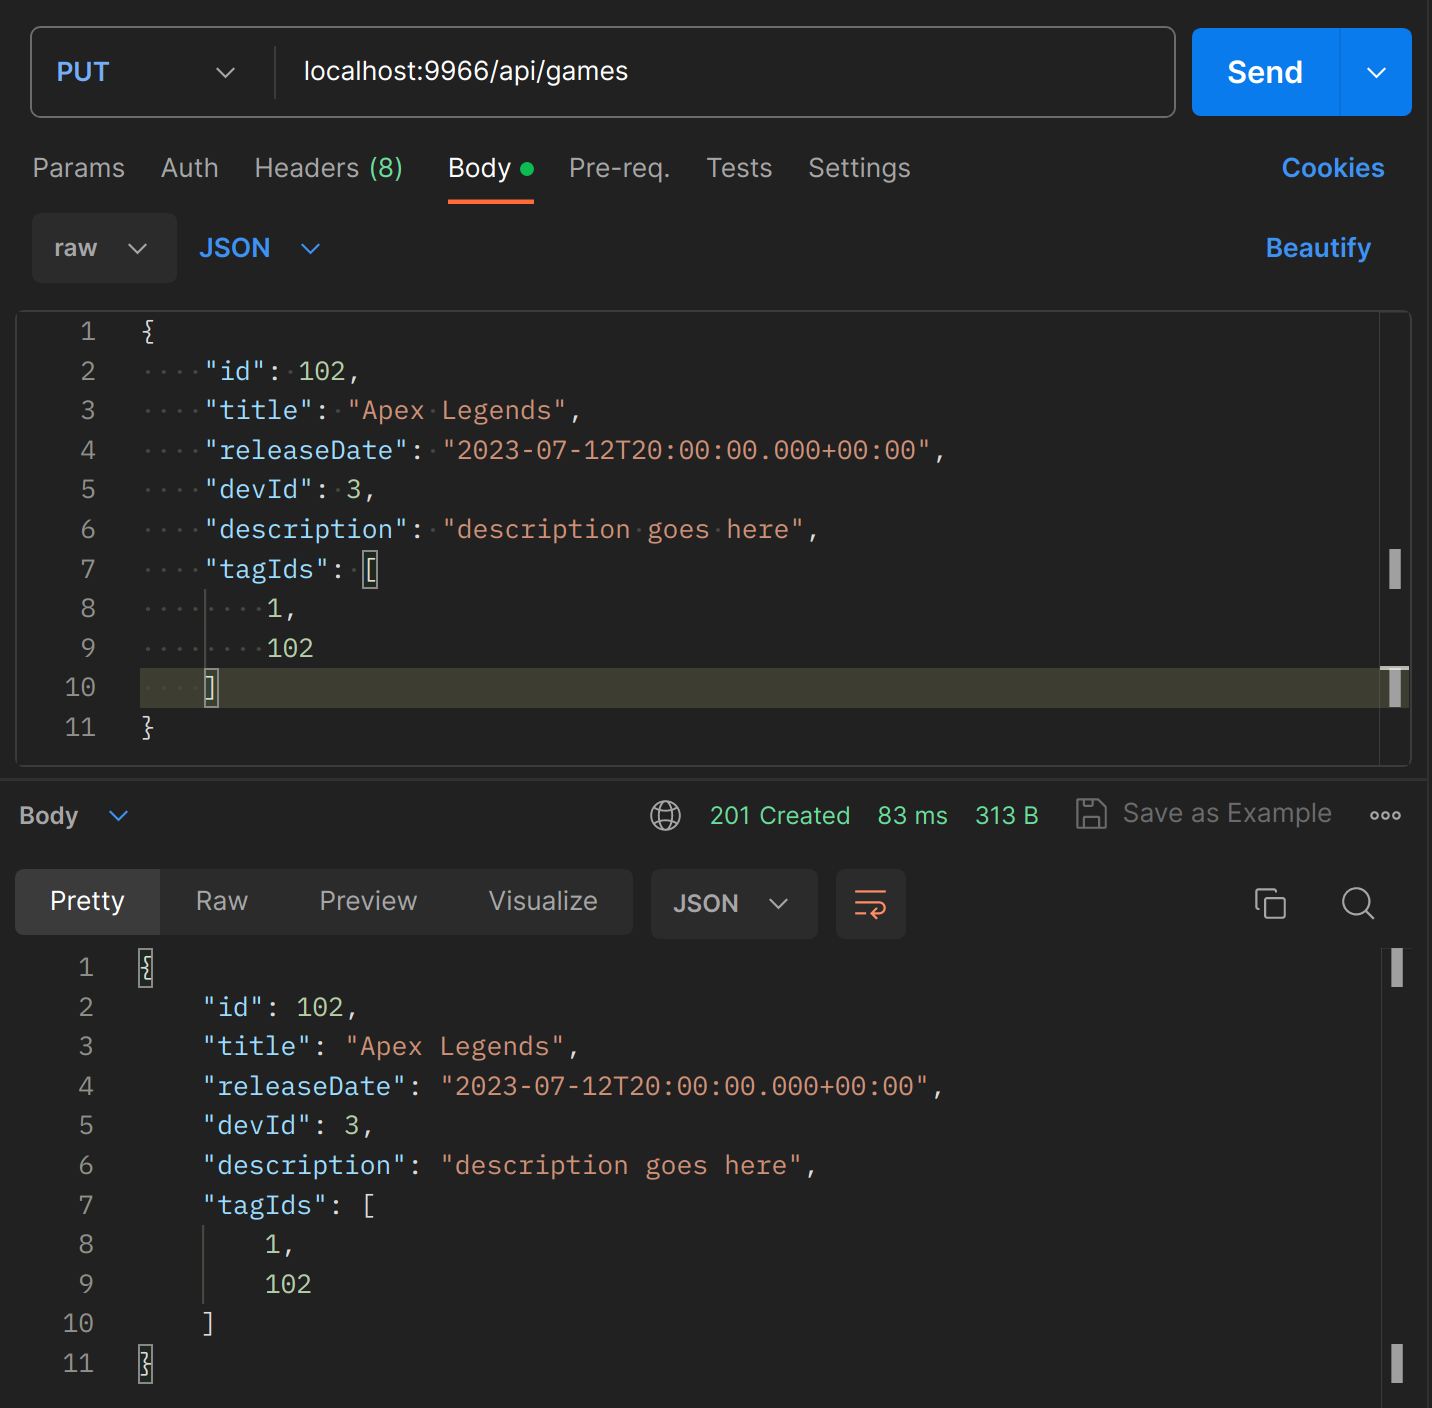 PUT localhost:9966/api/games Send
Params Auth Headers (8) Body Pre-req. Tests Settings Cookies
raw JSON Beautify
1 {
2 "id": 102,
3 "title": "Apex Legends",
4 "releaseDate": "2023-07-12T20:00:00.000+00:00",
5 "devId": 3,
6 "description": "description goes here",
7 "tagIds": [
8 1,
9 102
10 ]
11 }
Body 201 Created 83 ms 313 B Save as Example
Pretty Raw Preview Visualize JSON
1 {
2 "id": 102,
3 "title": "Apex Legends",
4 "releaseDate": "2023-07-12T20:00:00.000+00:00",
5 "devId": 3,
6 "description": "description goes here",
7 "tagIds": [
8 1,
9 102
10 ]
11 }